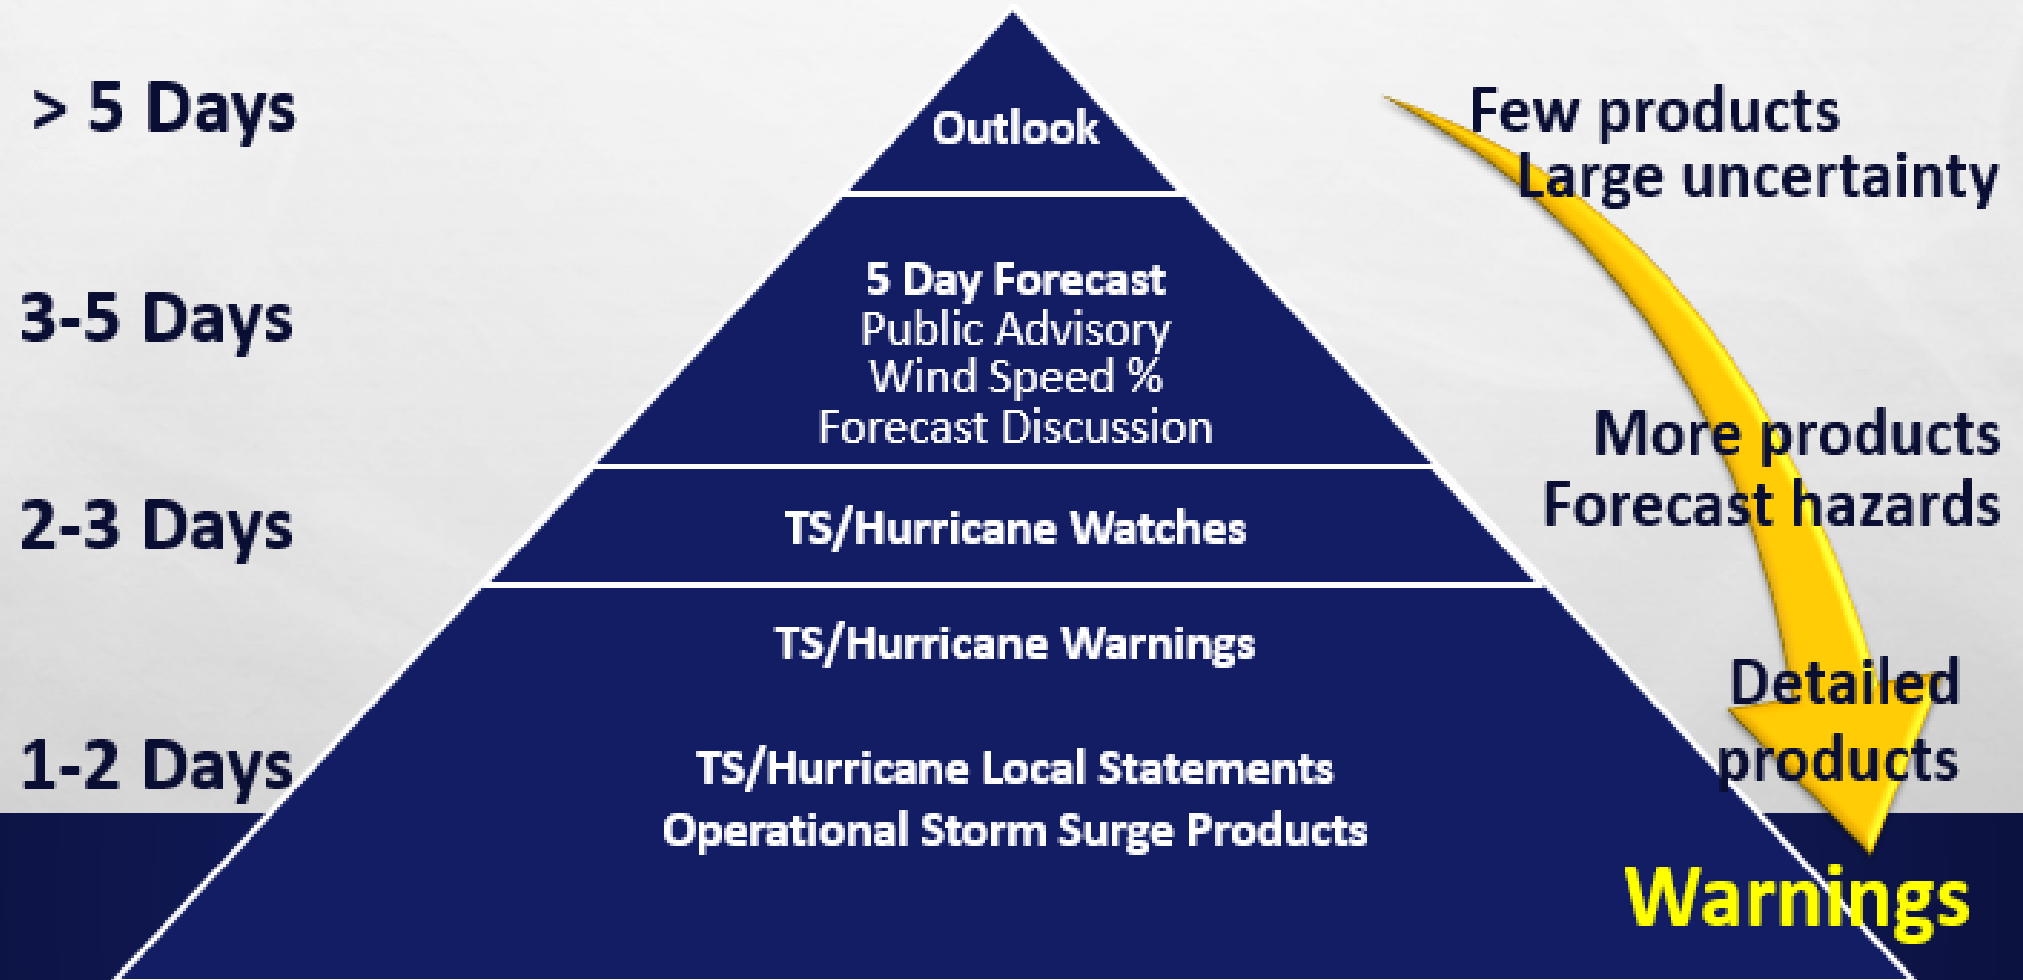 > 5 Days
Outlook
Few products
Large uncertainty
3-5 Days
5 Day Forecast
Public Advisory
Wind Speed %
Forecast Discussion
More products
Forecast hazards
2-3 Days
TS/Hurricane Watches
TS/Hurricane Warnings
Detailed
products
1-2 Days
TS/Hurricane Local Statements
Operational Storm Surge Products
Warnings